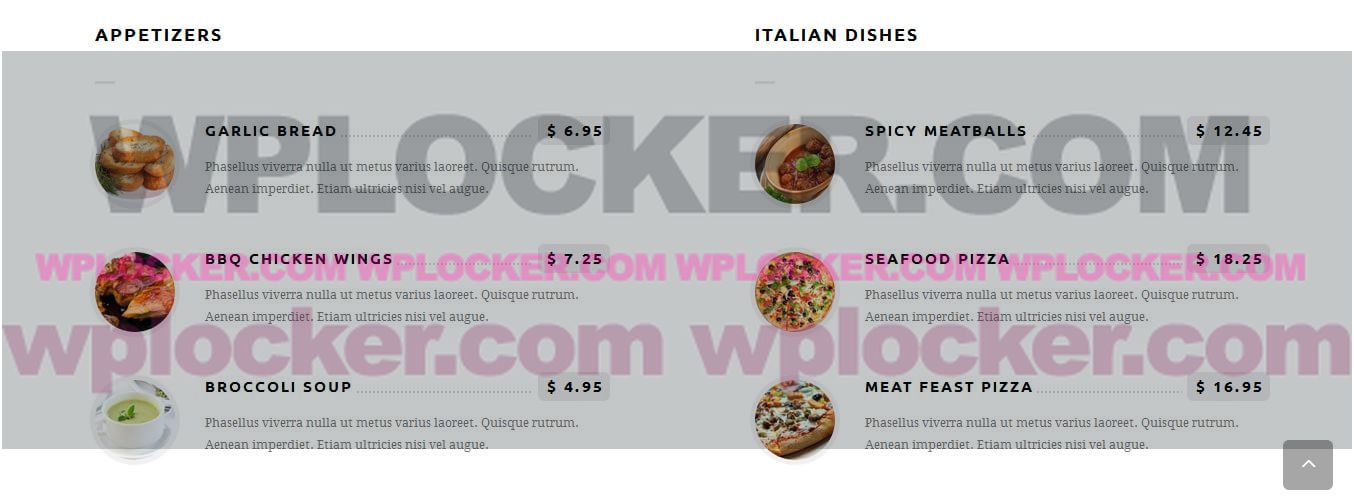 APPETIZERS
GARLIC BREAD $ 6.95
Phasellus viverra nulla ut metus varius laoreet. Quisque rutrum.
Aenean imperdiet. Etiam ultricies nisi vel augue.
BBQ CHICKEN WINGS $ 7.25
Phasellus viverra nulla ut metus varius laoreet. Quisque rutrum.
Aenean imperdiet. Etiam ultricies nisi vel augue.
BROCCOLI SOUP $ 4.95
Phasellus viverra nulla ut metus varius laoreet. Quisque rutrum.
Aenean imperdiet. Etiam ultricies nisi vel augue.
ITALIAN DISHES
SPICY MEATBALLS $ 12.45
Phasellus viverra nulla ut metus varius laoreet. Quisque rutrum.
Aenean imperdiet. Etiam ultricies nisi vel augue.
SEAFOOD PIZZA $ 18.25
Phasellus viverra nulla ut metus varius laoreet. Quisque rutrum.
Aenean imperdiet. Etiam ultricies nisi vel augue.
MEAT FEAST PIZZA $ 16.95
Phasellus viverra nulla ut metus varius laoreet. Quisque rutrum.
Aenean imperdiet. Etiam ultricies nisi vel augue.
WPLOCKER.COM
WPLOCKER.COM WPLOCKER.COM WPLOCKER.COM WPLOCKER.COM
wplocker.com wplocker.com